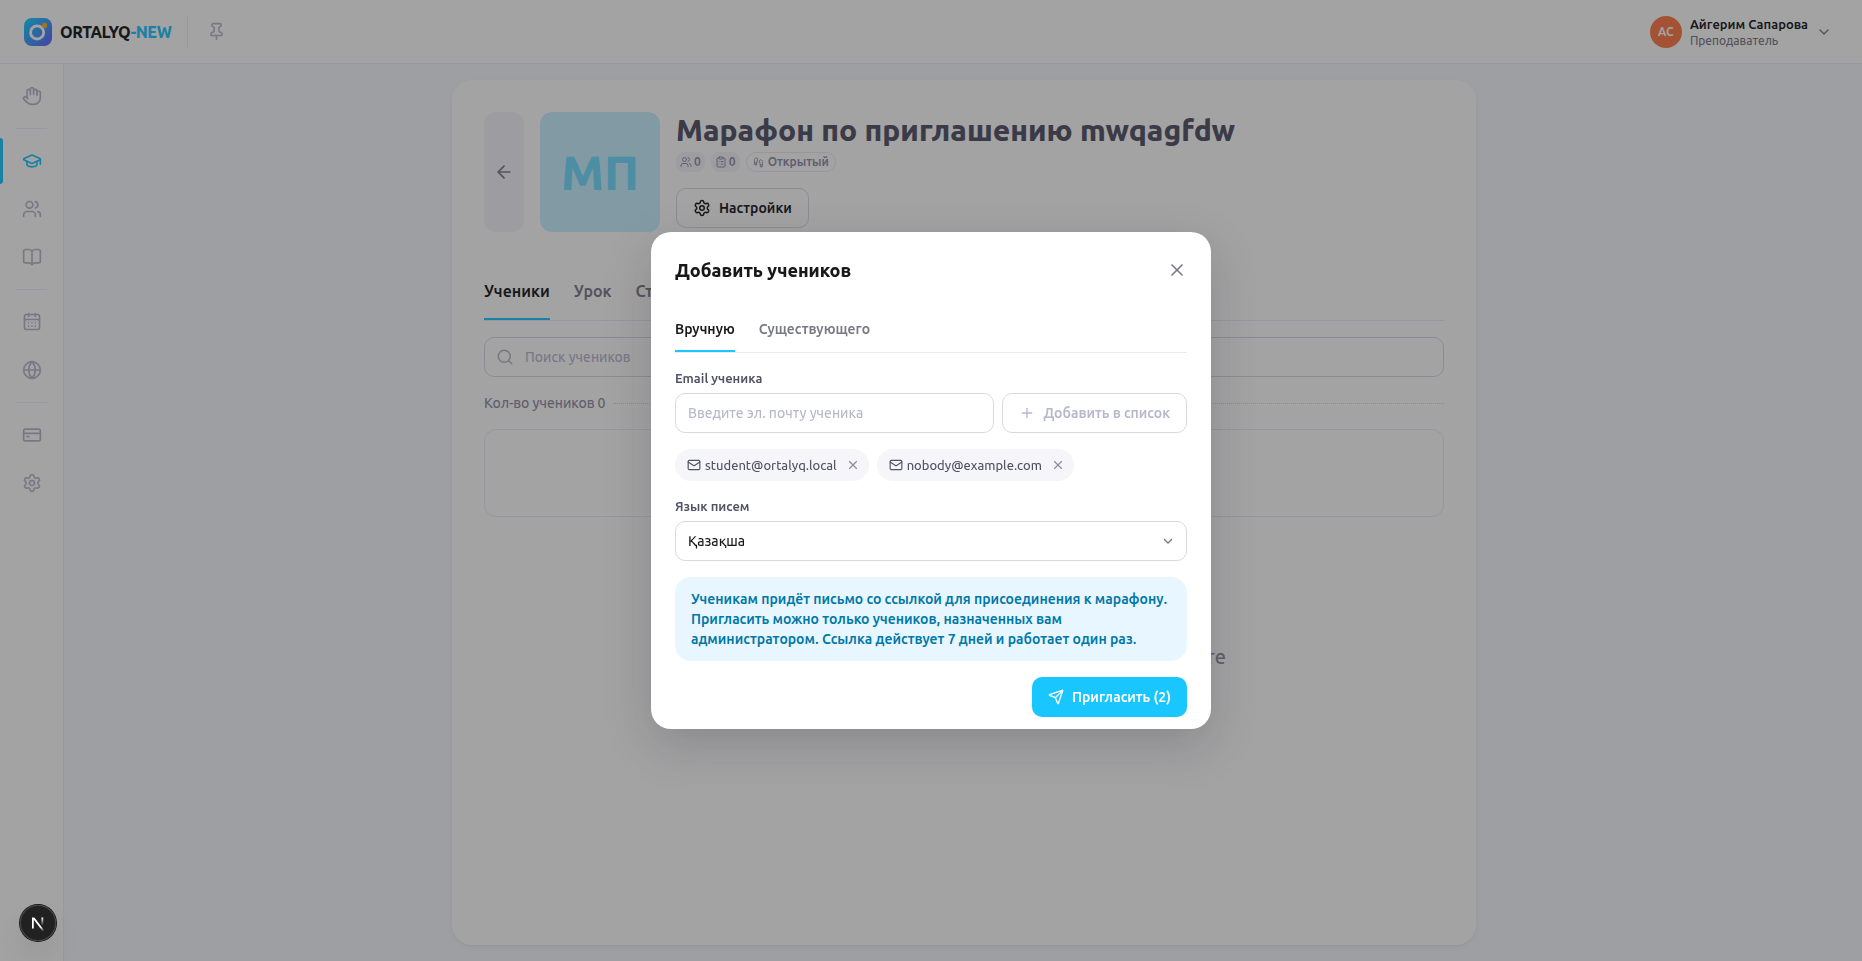 ORTALYQ-NEW
АС
Айгерим Сапарова
Преподаватель
МП
Марафон по приглашению mwqagfdw
0
0
Открытый
Настройки
Ученики
Урок
Ст
Поиск учеников
Кол-во учеников 0
Добавить учеников
Вручную
Существующего
Email ученика
Введите эл. почту ученика
Добавить в список
student@ortalyq.local
nobody@example.com
Язык писем
Қазақша
Ученикам придёт письмо со ссылкой для присоединения к марафону.
Пригласить можно только учеников, назначенных вам
администратором. Ссылка действует 7 дней и работает один раз.
Пригласить (2)
N